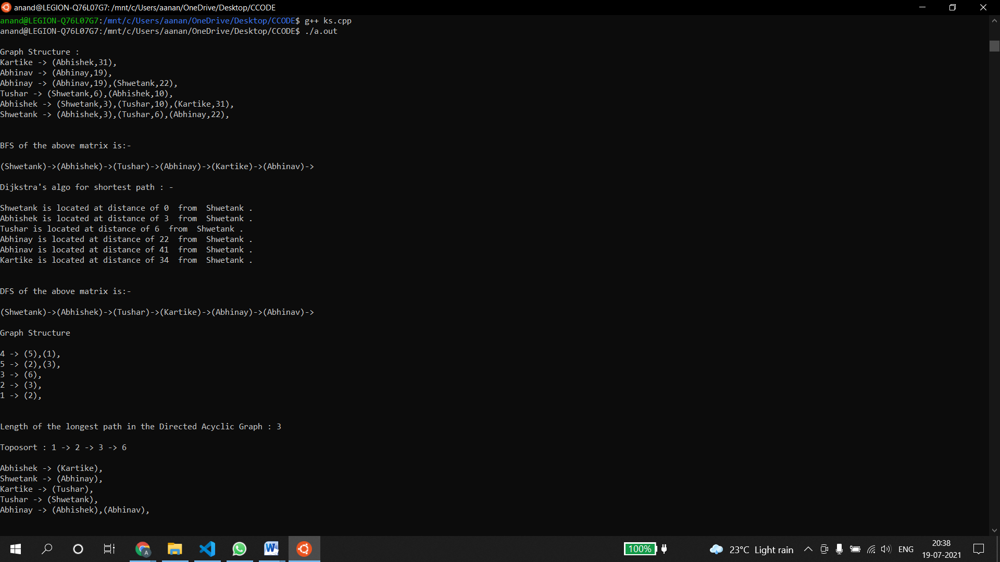 anand@LEGION-Q76L07G7: /mnt/c/Users/aanan/OneDrive/Desktop/CCODE
anand@LEGION-Q76L07G7:/mnt/c/Users/aanan/OneDrive/Desktop/CCODE$ g++ ks.cpp
anand@LEGION-Q76L07G7:/mnt/c/Users/aanan/OneDrive/Desktop/CCODE$ ./a.out
Graph Structure :
Kartike -> (Abhishek,31),
Abhinav -> (Abhinay,19),
Abhinay -> (Abhinav,19),(Shwetank,22),
Tushar -> (Shwetank,6),(Abhishek,10),
Abhishek -> (Shwetank,3),(Tushar,10),(Kartike,31),
Shwetank -> (Abhishek,3),(Tushar,6),(Abhinay,22),
BFS of the above matrix is:-
(Shwetank)->(Abhishek)->(Tushar)->(Abhinay)->(Kartike)->(Abhinav)->
Dijkstra's algo for shortest path : -
Shwetank is located at distance of 0  from  Shwetank .
Abhishek is located at distance of 3  from  Shwetank .
Tushar is located at distance of 6  from  Shwetank .
Abhinay is located at distance of 22  from  Shwetank .
Abhinav is located at distance of 41  from  Shwetank .
Kartike is located at distance of 34  from  Shwetank .
DFS of the above matrix is:-
(Shwetank)->(Abhishek)->(Tushar)->(Kartike)->(Abhinay)->(Abhinav)->
Graph Structure
4 -> (5),(1),
5 -> (2),(3),
3 -> (6),
2 -> (3),
1 -> (2),
Length of the longest path in the Directed Acyclic Graph : 3
Toposort : 1 -> 2 -> 3 -> 6
Abhishek -> (Kartike),
Shwetank -> (Abhinay),
Kartike -> (Tushar),
Tushar -> (Shwetank),
Abhinay -> (Abhishek),(Abhinav),
A
W
100%
23°C Light rain
ENG
20:38
19-07-2021